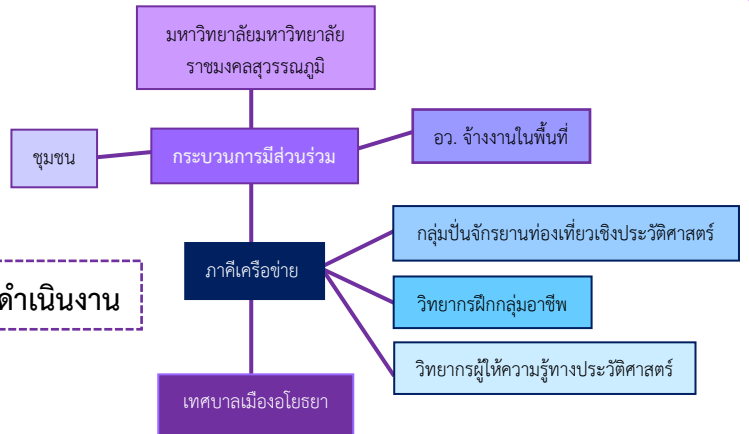 มหาวิทยาลัยมหาวิทยาลัย
ราชมงคลสุวรรณภูมิ
อว. จ้างงานในพื้นที่
ชุมชน
กระบวนการมีส่วนร่วม
กลุ่มปั่นจักรยานท่องเที่ยวเชิงประวัติศาสตร์
ภาคีเครือข่าย
ดำเนินงาน
วิทยากรฝึกกลุ่มอาชีพ
วิทยากรผู้ให้ความรู้ทางประวัติศาสตร์
เทศบาลเมืองอโยธยา